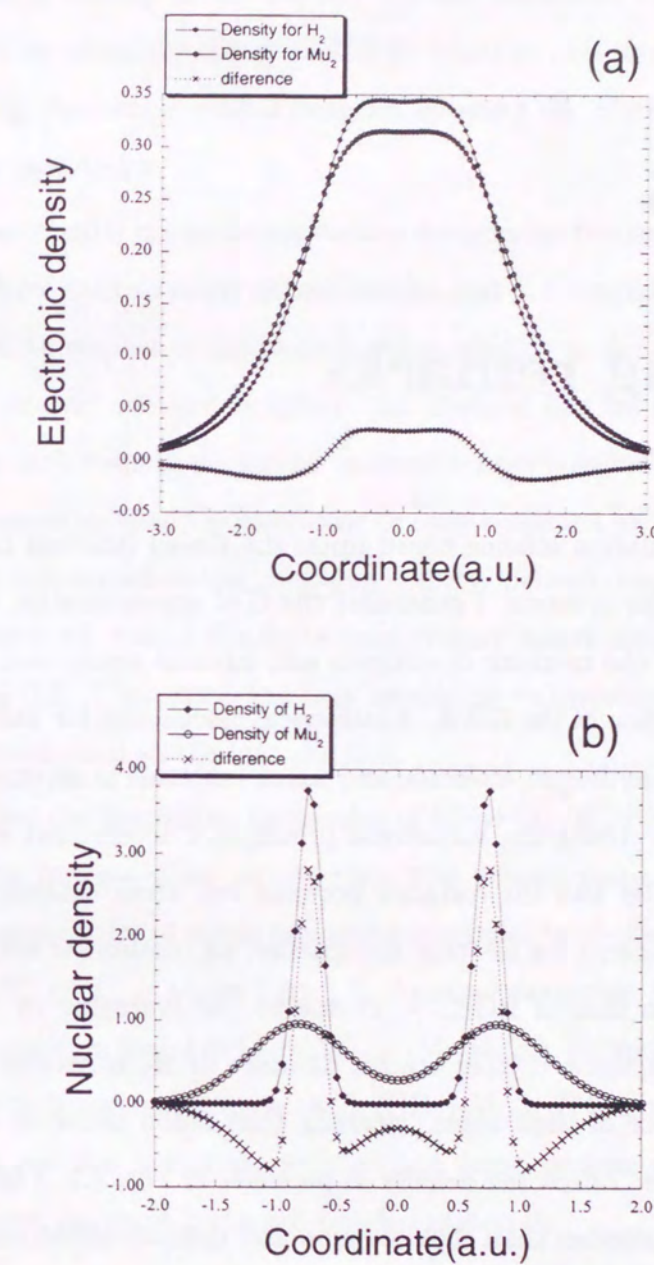 Density for H2
Density for Mu2
diference
(a)
0.35
0.30
0.25
0.20
0.15
0.10
0.05
0.00
-0.05
Electronic density
-3.0 -2.0 -1.0 0.0 1.0 2.0 3.0
Coordinate(a.u.)
Density of H2
Density of Mu2
diference
(b)
4.00
3.00
2.00
1.00
0.00
-1.00
Nuclear density
-2.0 -1.5 -1.0 -0.5 0.0 0.5 1.0 1.5 2.0
Coordinate(a.u.)